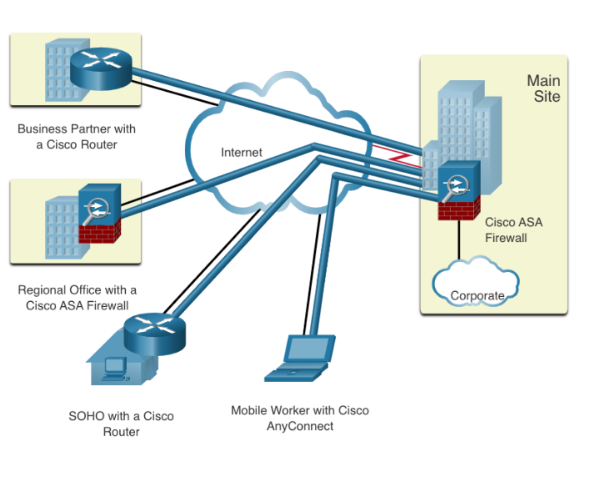 Main
Site
Business Partner with
a Cisco Router
Internet
Cisco ASA
Firewall
Regional Office with a
Cisco ASA Firewall
Corporate
SOHO with a Cisco
Router
Mobile Worker with Cisco
AnyConnect